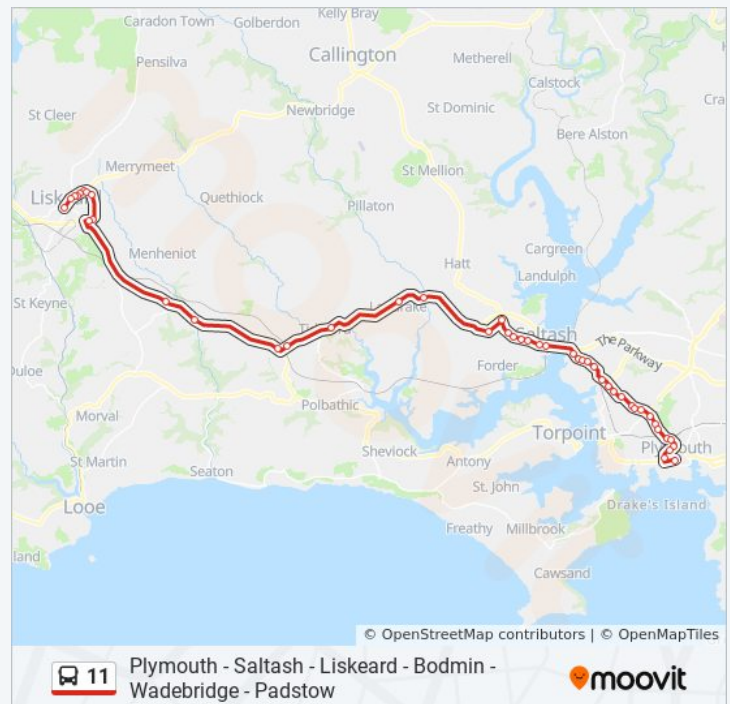 Kelly Bray
Caradon Town
Golberdon
Callington
Metherell
Pensilva
Calstock
St Cleer
Newbridge
St Dominic
Bere Alston
Merrymeet
St Mellion
Quethiock
Pillaton
Cargreen
Menheniot
Hatt
Landulph
St Keyne
Saltash
The Parkway
Forder
Polbathic
Morval
Torpoint
Plymouth
Sheviock
St Martin
Antony
Seaton
St. John
Looe
Drake's Island
Freathy
Millbrook
Cawsand
© OpenStreetMap contributors | © OpenMapTiles
11
Plymouth - Saltash - Liskeard - Bodmin -
Wadebridge - Padstow
moovit